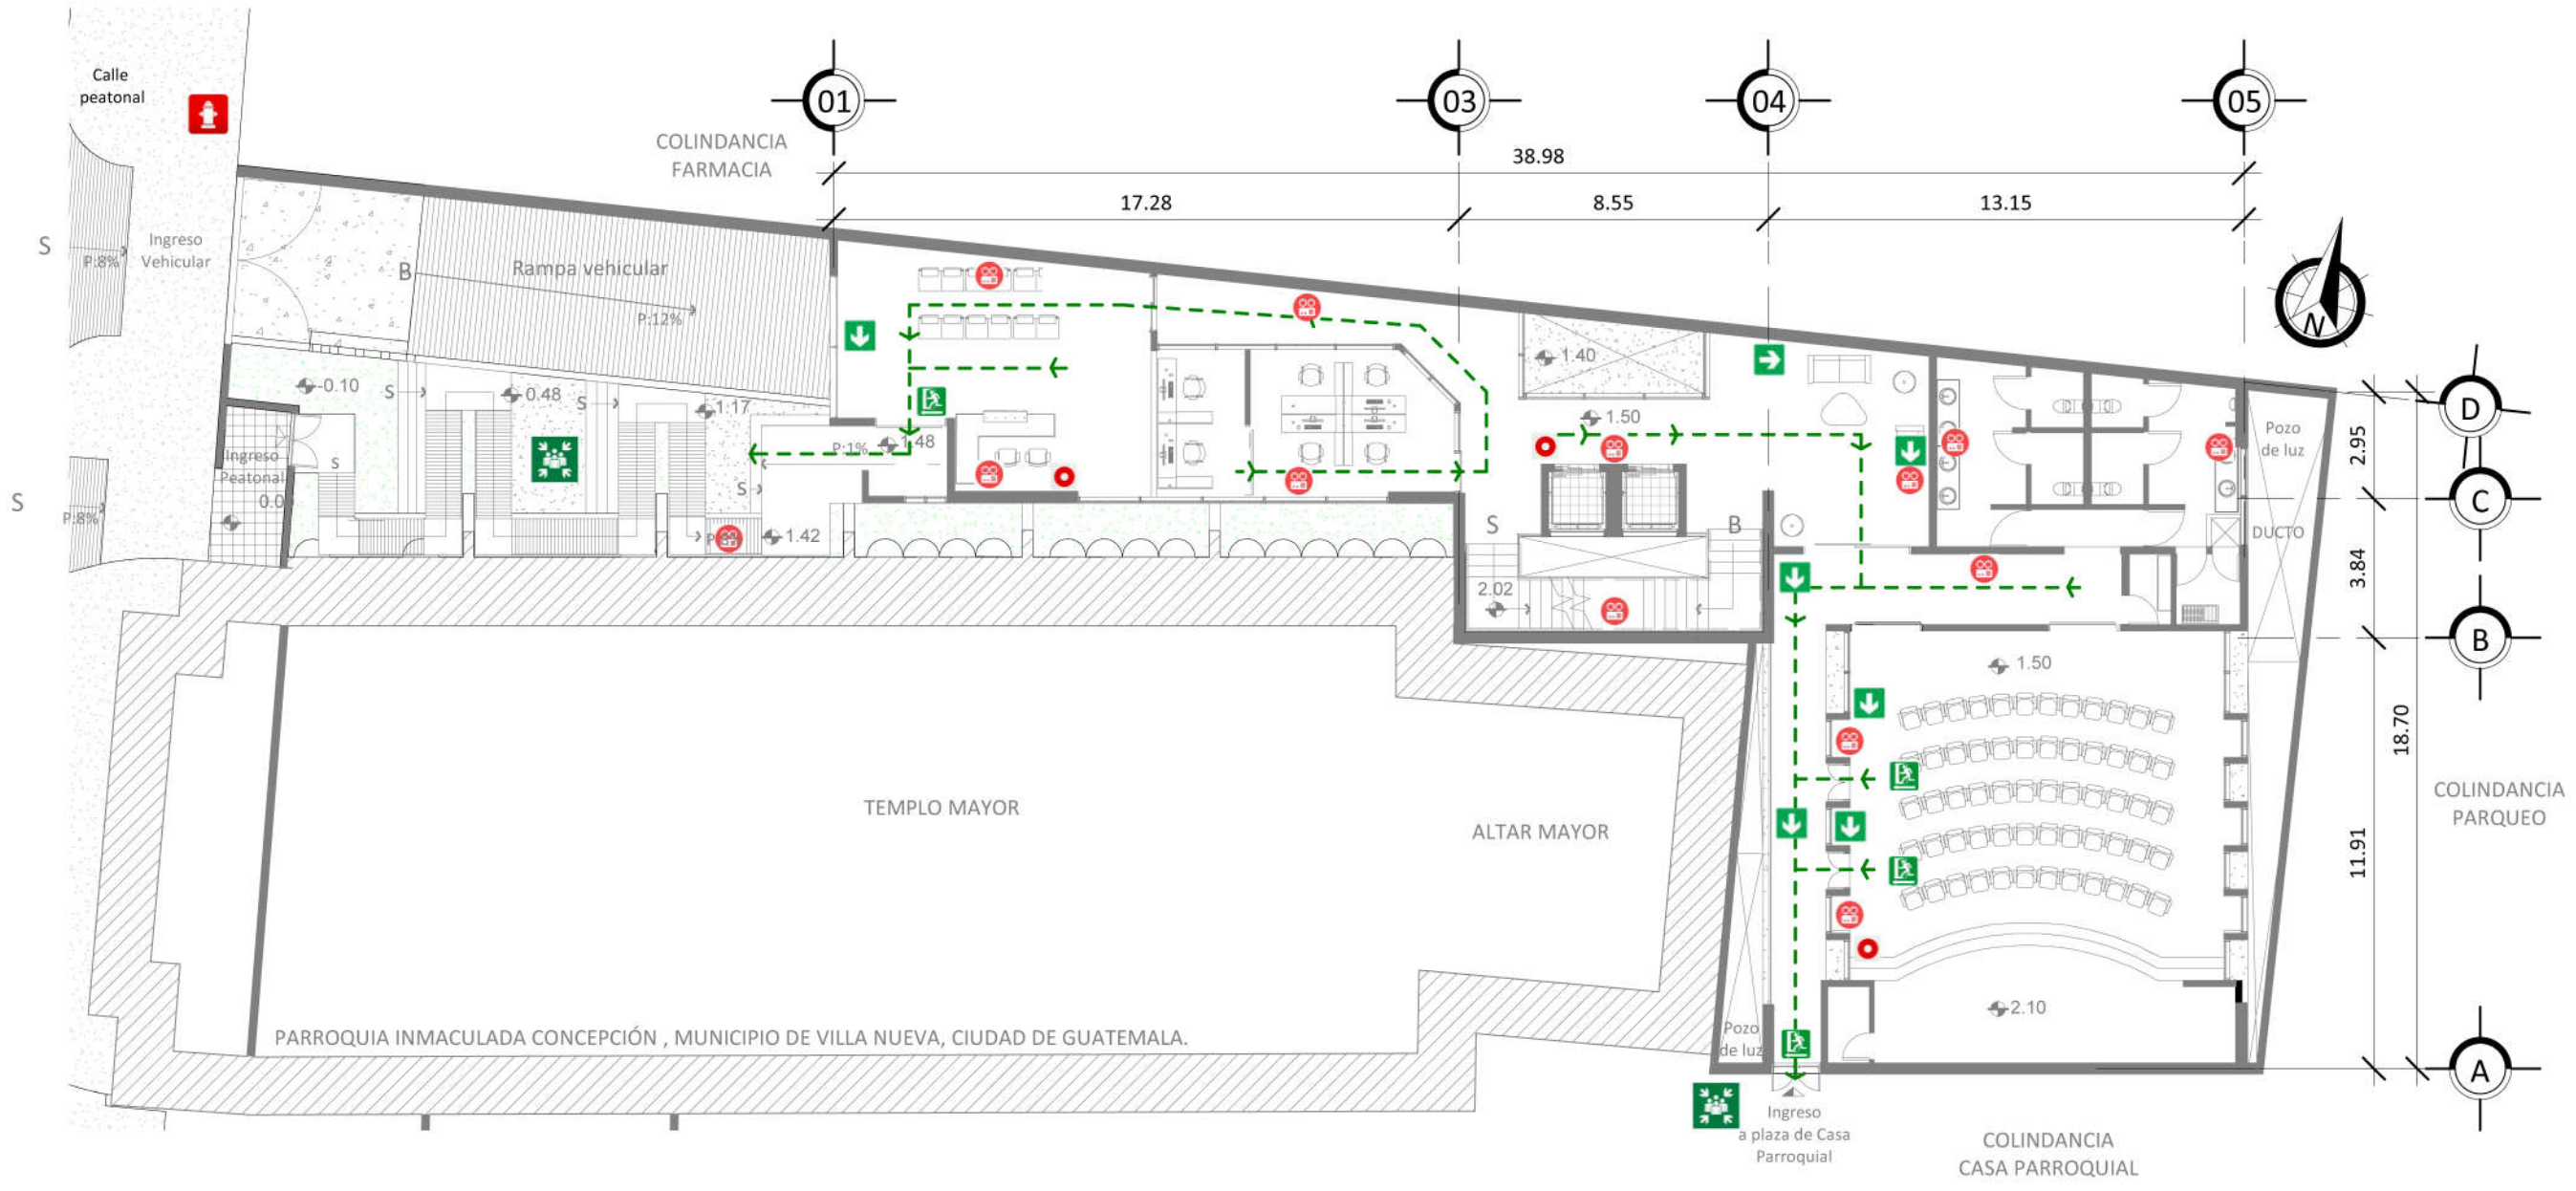 Calle
peatonal
01
03
04
05
COLINDANCIA
FARMACIA
38.98
17.28
8.55
13.15
S
P:8%
Ingreso
Vehicular
B
Rampa vehicular
P:12%
N
-0.10
S
0.48
S
1.17
P:1%
1.48
1.40
1.50
D
Ingreso
Peatonal
0.0
S
S
1.42
S
P:8%
S
B
2.02
Pozo
de luz
DUCTO
2.95
C
3.84
B
1.50
18.70
11.91
TEMPLO MAYOR
ALTAR MAYOR
COLINDANCIA
PARQUEO
2.10
PARROQUIA INMACULADA CONCEPCIÓN , MUNICIPIO DE VILLA NUEVA, CIUDAD DE GUATEMALA.
Pozo
de luz
A
Ingreso
a plaza de Casa
Parroquial
COLINDANCIA
CASA PARROQUIAL